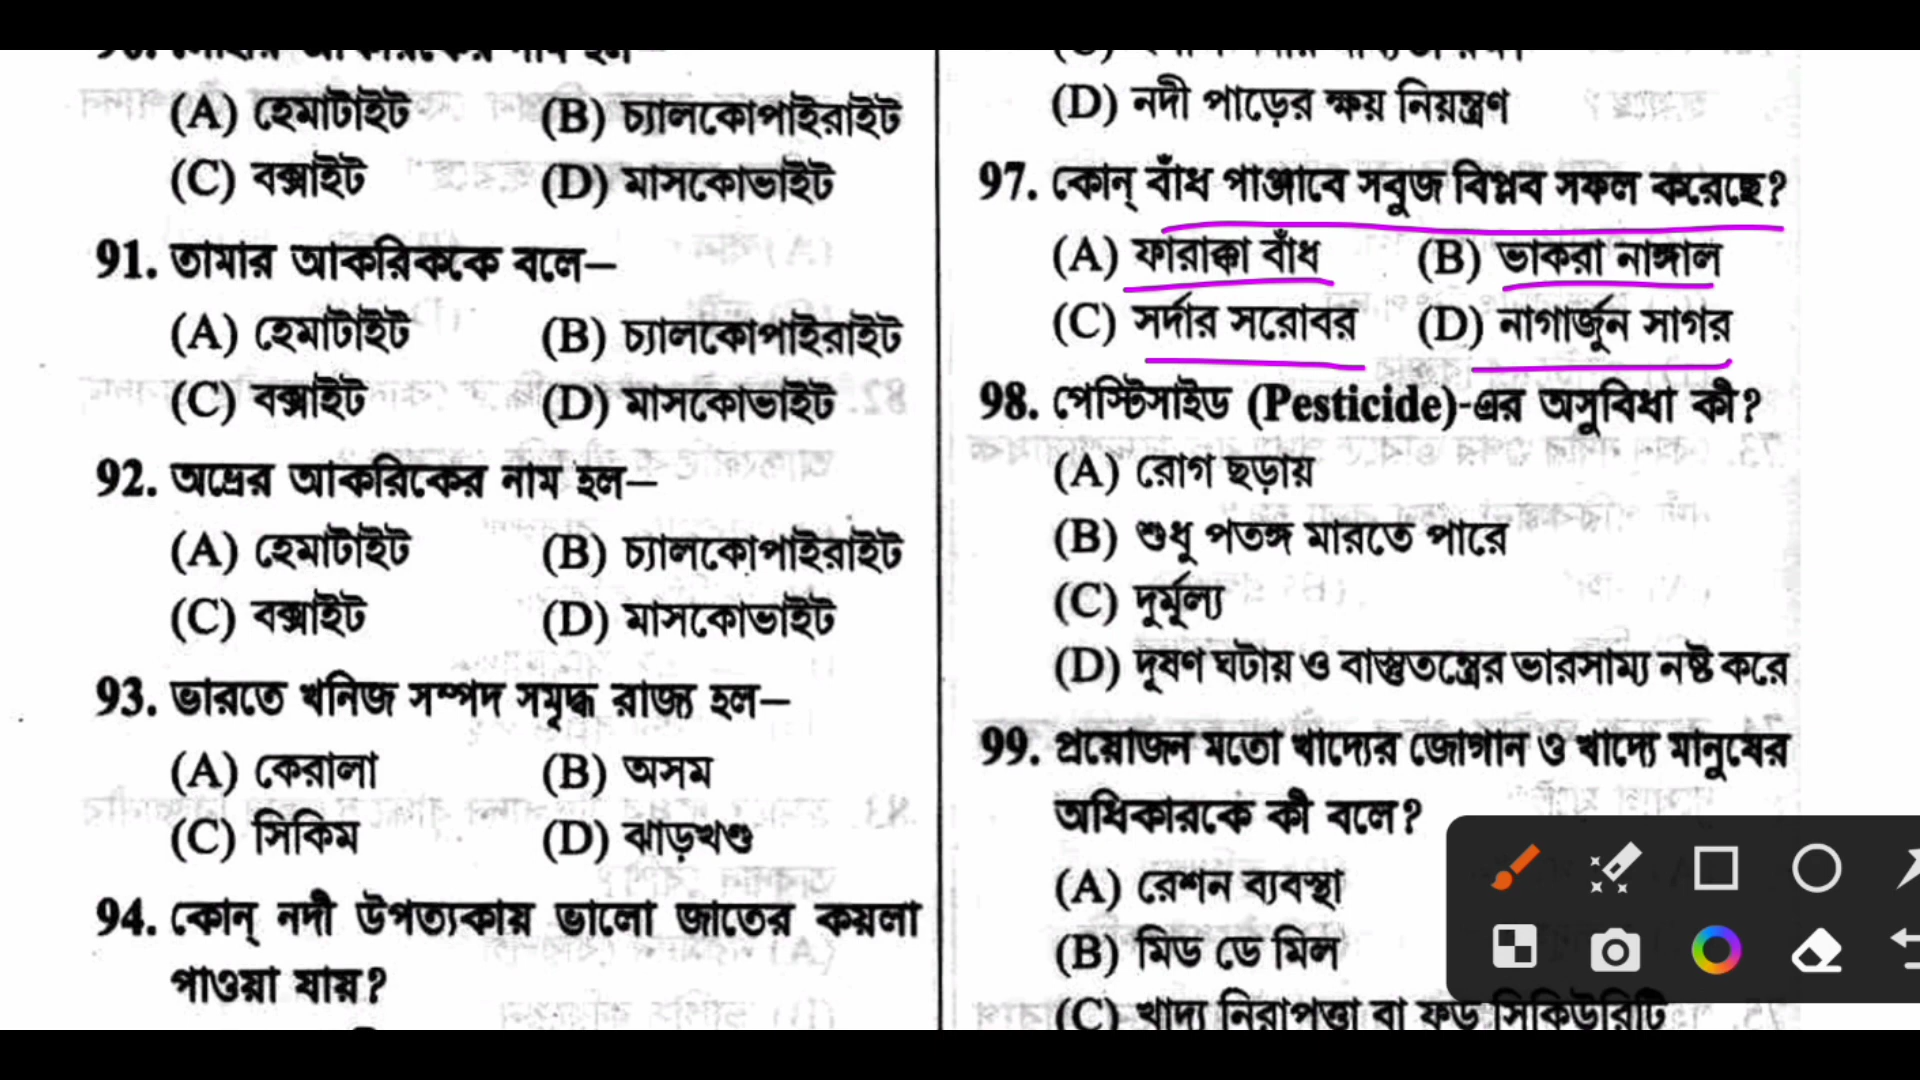 90. লোহার আকরিকের নাম হল–
(A) হেমাটাইট (B) চ্যালকোপাইরাইট
(C) বক্সাইট (D) মাসকোভাইট
91. তামার আকরিককে বলে–
(A) হেমাটাইট (B) চ্যালকোপাইরাইট
(C) বক্সাইট (D) মাসকোভাইট
92. অভ্রের আকরিকের নাম হল–
(A) হেমাটাইট (B) চ্যালকোপাইরাইট
(C) বক্সাইট (D) মাসকোভাইট
93. ভারতে খনিজ সম্পদ সমৃদ্ধ রাজ্য হল–
(A) কেরালা (B) অসম
(C) সিকিম (D) ঝাড়খণ্ড
94. কোন্ নদী উপত্যকায় ভালো জাতের কয়লা
পাওয়া যায়?
(D) নদী পাড়ের ক্ষয় নিয়ন্ত্রণ
97. কোন্ বাঁধ পাঞ্জাবে সবুজ বিপ্লব সফল করেছে?
(A) ফারাক্কা বাঁধ (B) ভাকরা নাঙ্গাল
(C) সর্দার সরোবর (D) নাগার্জুন সাগর
98. পেস্টিসাইড (Pesticide)-এর অসুবিধা কী?
(A) রোগ ছড়ায়
(B) শুধু পতঙ্গ মারতে পারে
(C) দুর্মূল্য
(D) দূষণ ঘটায় ও বাস্তুতন্ত্রের ভারসাম্য নষ্ট করে
99. প্রয়োজন মতো খাদ্যের জোগান ও খাদ্যে মানুষের
অধিকারকে কী বলে?
(A) রেশন ব্যবস্থা
(B) মিড ডে মিল
(C) খাদ্য নিরাপত্তা বা ফুড সিকিউরিটি